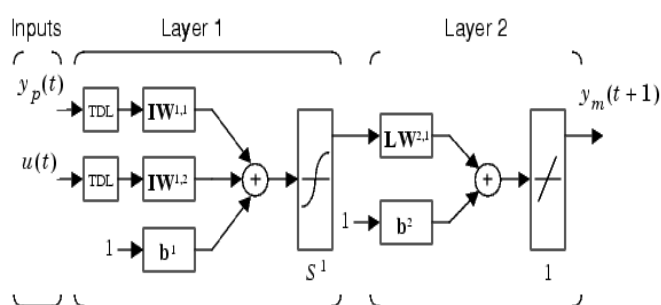 Inputs Layer 1 Layer 2
y_p(t) y_m(t+1)
TDL IW^{1,1}
LW^{2,1}
u(t)
TDL IW^{1,2}
1 b^1 1 b^2
S^1 1